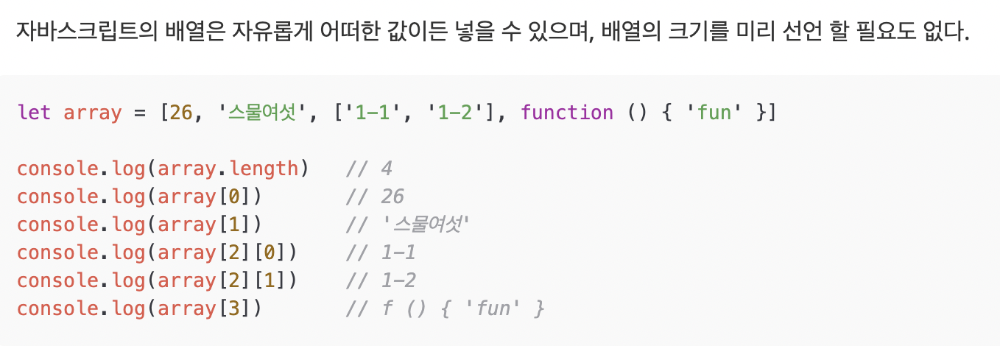 자바스크립트의 배열은 자유롭게 어떠한 값이든 넣을 수 있으며, 배열의 크기를 미리 선언 할 필요도 없다.
let array = [26, '스물여섯', ['1-1', '1-2'], function () { 'fun' }]
console.log(array.length)   // 4
console.log(array[0])       // 26
console.log(array[1])       // '스물여섯'
console.log(array[2][0])    // 1-1
console.log(array[2][1])    // 1-2
console.log(array[3])       // f () { 'fun' }